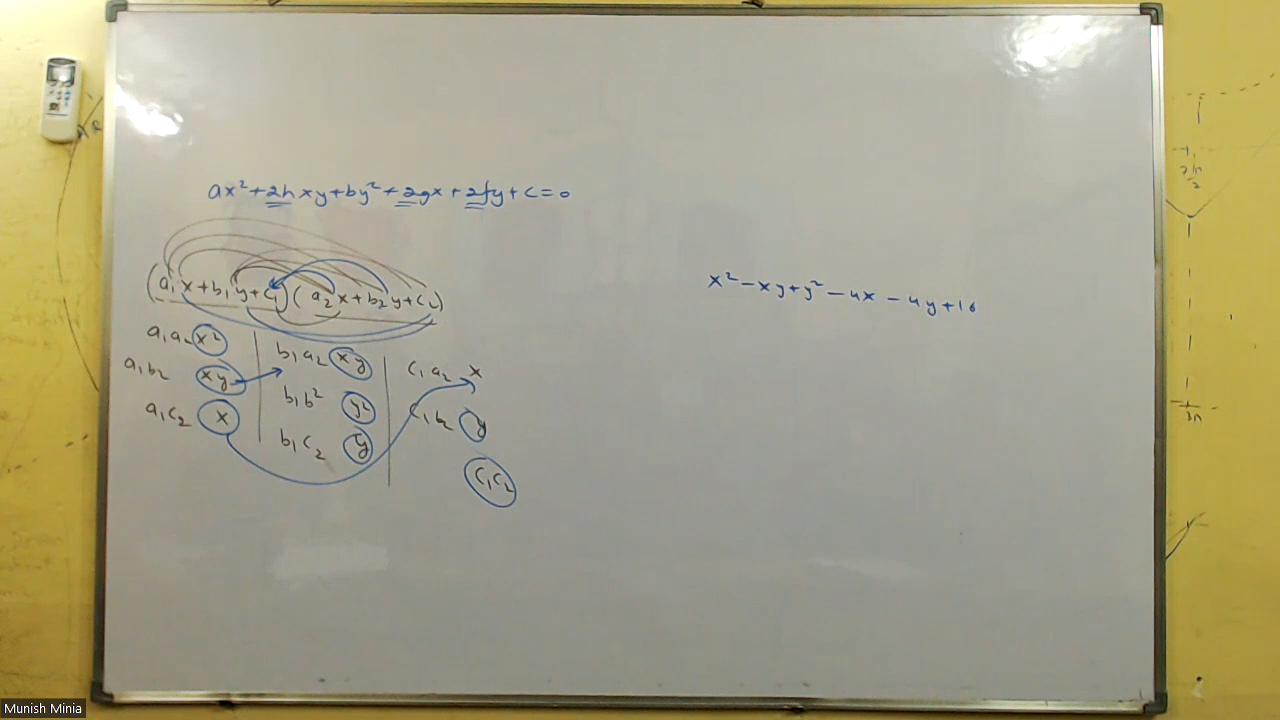 ax²+2hxy+by²+2gx+2fy+c=0
(a₁x+b₁y+c₁)(a₂x+b₂y+c₂)
x²-xy+y²-4x-4y+16
a₁a₂ x²
b₁a₂ xy
c₁a₂ x
a₁b₂ xy
b₁b² y²
c₁b₂ y
a₁c₂ x
b₁c₂ y
c₁c₂
Munish Minia